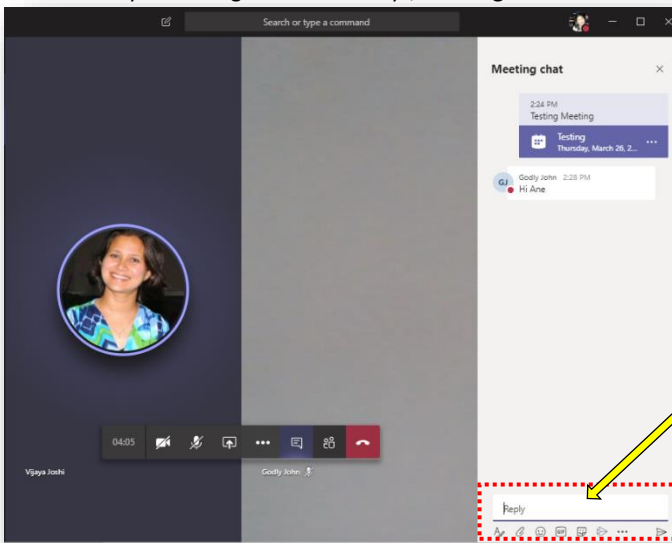 Search or type a command
Meeting chat
2:24 PM
Testing Meeting
Testing
Thursday, March 26, 2...
GJ
Godly John 2:28 PM
Hi Ane
04:05
Vijaya Joshi
Godly John
Reply
GIF